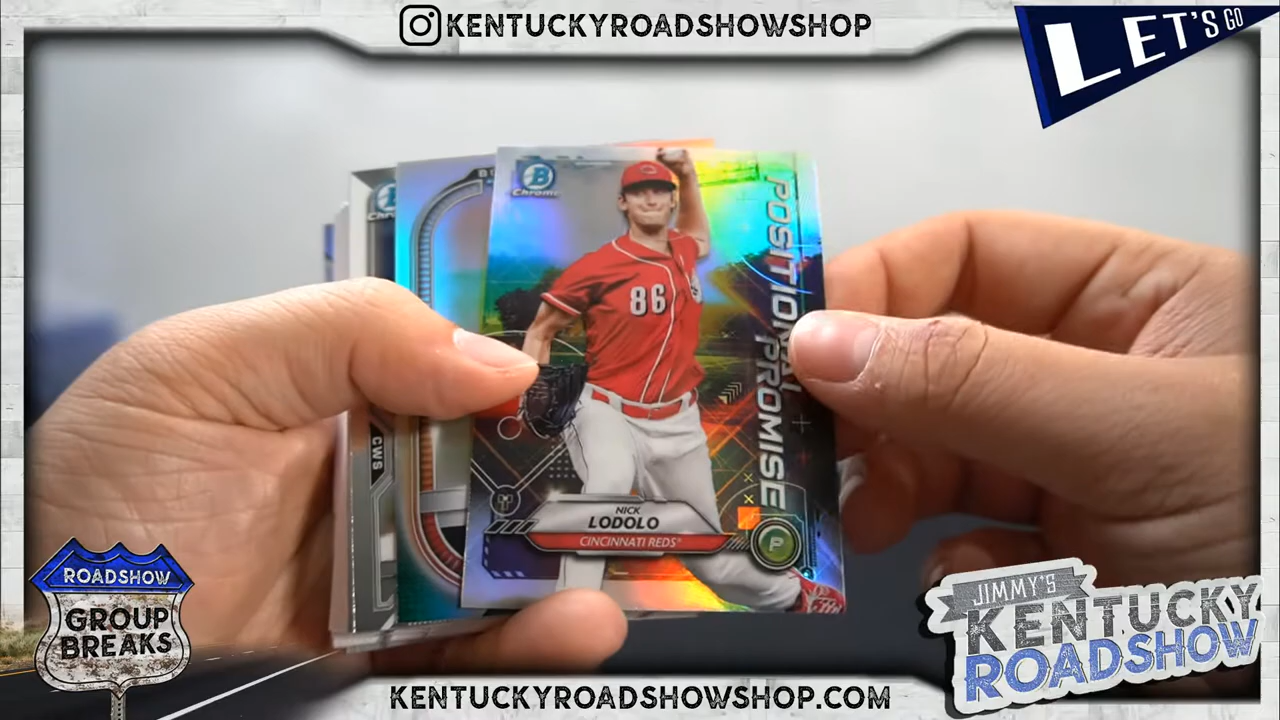 KENTUCKYROADSHOWSHOP
LET'S GO
B
Chrome
POSITIONAL
PROMISE
86
CWS
NICK
LODOLO
CINCINNATI REDS
P
ROADSHOW
GROUP
BREAKS
JIMMY'S
KENTUCKY
ROADSHOW
KENTUCKYROADSHOWSHOP.COM